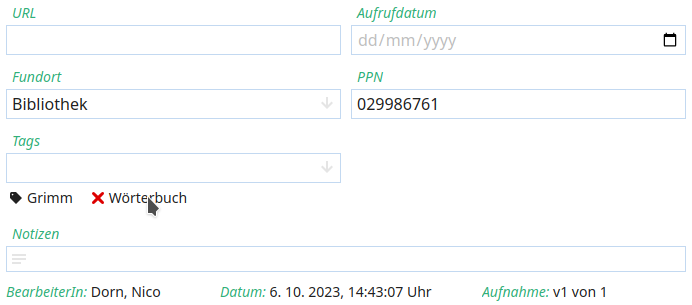 URL Aufrufdatum
dd/mm/yyyy
Fundort PPN
Bibliothek 029986761
Tags
Grimm Wörterbuch
Notizen
BearbeiterIn: Dorn, Nico Datum: 6. 10. 2023, 14:43:07 Uhr Aufnahme: v1 von 1